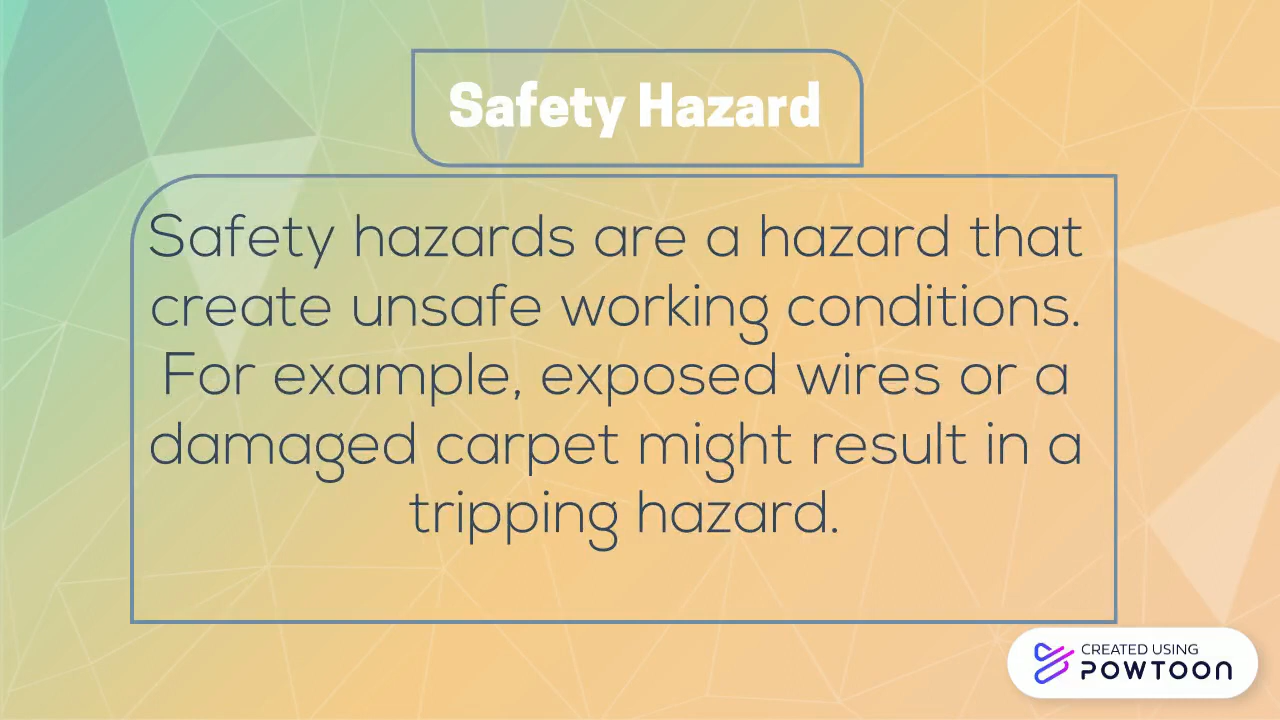 Safety Hazard
Safety hazards are a hazard that
create unsafe working conditions.
For example, exposed wires or a
damaged carpet might result in a
tripping hazard.
CREATED USING
POWTOON